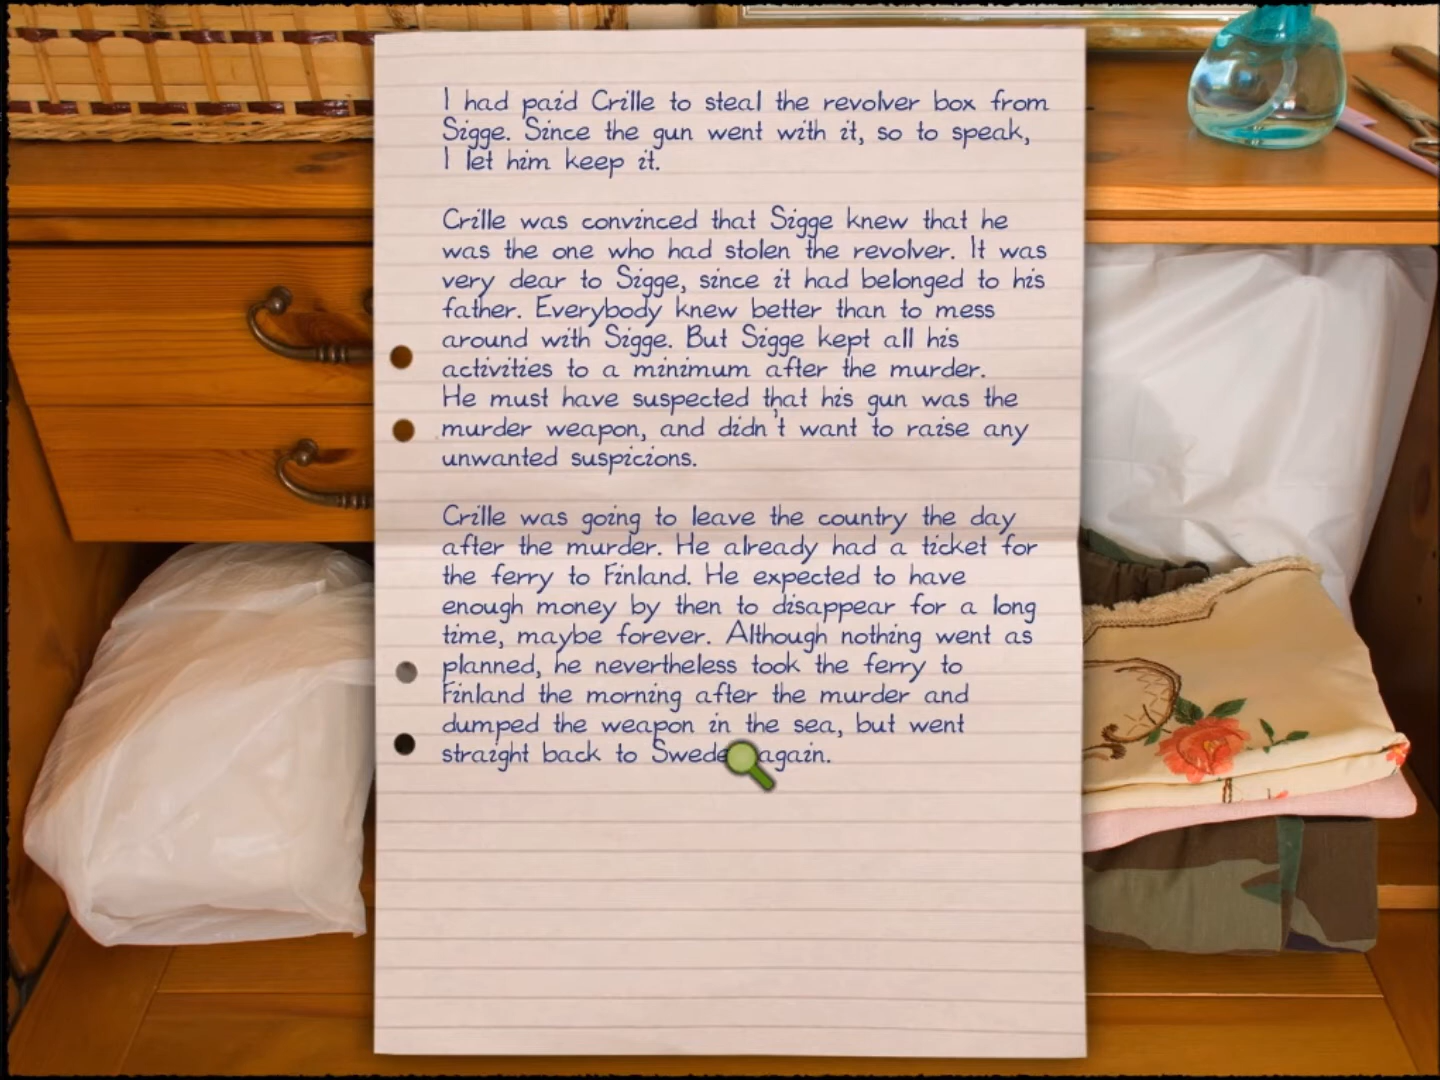 I had paid Crille to steal the revolver box from
Sigge. Since the gun went with it, so to speak,
I let him keep it.
Crille was convinced that Sigge knew that he
was the one who had stolen the revolver. It was
very dear to Sigge, since it had belonged to his
father. Everybody knew better than to mess
around with Sigge. But Sigge kept all his
activities to a minimum after the murder.
He must have suspected that his gun was the
murder weapon, and didn't want to raise any
unwanted suspicions.
Crille was going to leave the country the day
after the murder. He already had a ticket for
the ferry to Finland. He expected to have
enough money by then to disappear for a long
time, maybe forever. Although nothing went as
planned, he nevertheless took the ferry to
Finland the morning after the murder and
dumped the weapon in the sea, but went
straight back to Sweden again.